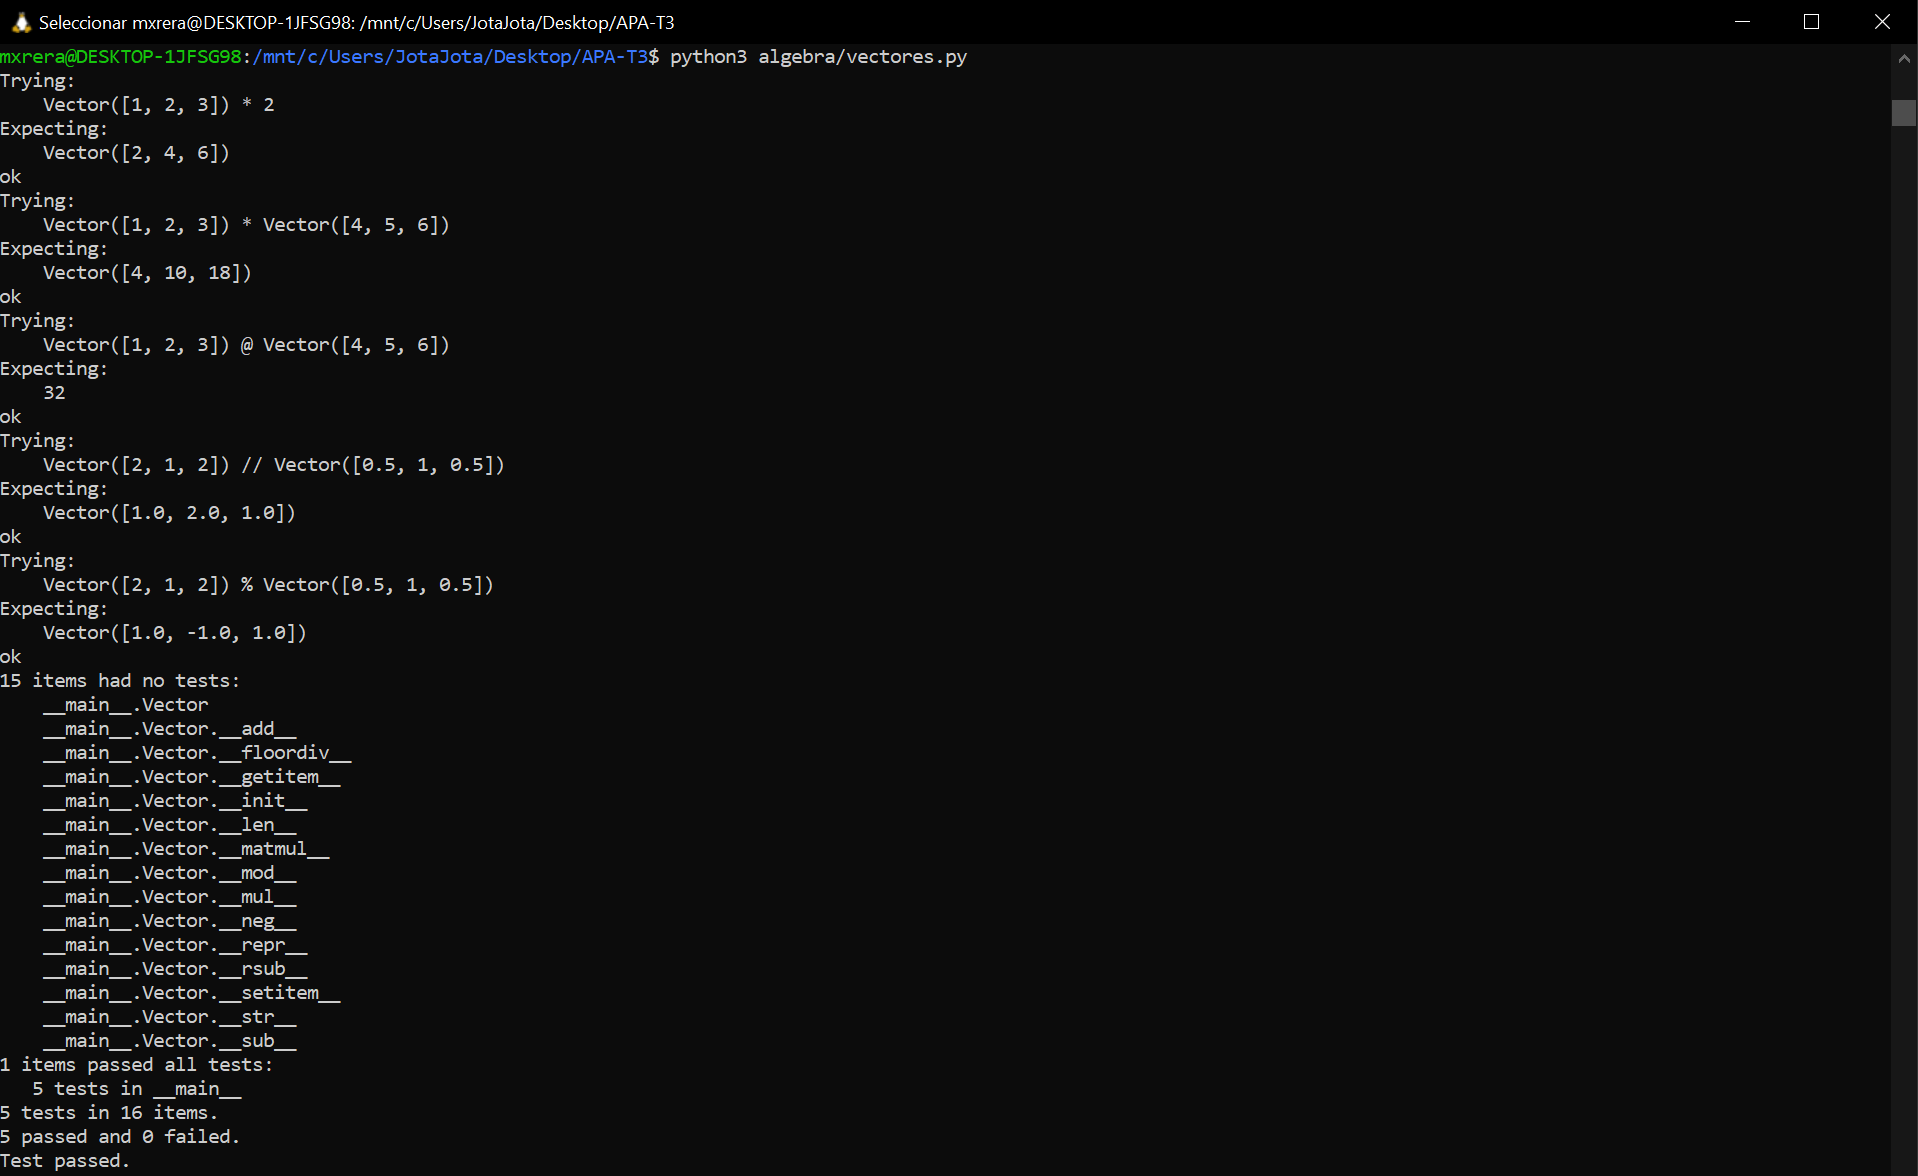 Seleccionar mxrera@DESKTOP-1JFSG98: /mnt/c/Users/JotaJota/Desktop/APA-T3
mxrera@DESKTOP-1JFSG98:/mnt/c/Users/JotaJota/Desktop/APA-T3$ python3 algebra/vectores.py
Trying:
    Vector([1, 2, 3]) * 2
Expecting:
    Vector([2, 4, 6])
ok
Trying:
    Vector([1, 2, 3]) * Vector([4, 5, 6])
Expecting:
    Vector([4, 10, 18])
ok
Trying:
    Vector([1, 2, 3]) @ Vector([4, 5, 6])
Expecting:
    32
ok
Trying:
    Vector([2, 1, 2]) // Vector([0.5, 1, 0.5])
Expecting:
    Vector([1.0, 2.0, 1.0])
ok
Trying:
    Vector([2, 1, 2]) % Vector([0.5, 1, 0.5])
Expecting:
    Vector([1.0, -1.0, 1.0])
ok
15 items had no tests:
    __main__.Vector
    __main__.Vector.__add__
    __main__.Vector.__floordiv__
    __main__.Vector.__getitem__
    __main__.Vector.__init__
    __main__.Vector.__len__
    __main__.Vector.__matmul__
    __main__.Vector.__mod__
    __main__.Vector.__mul__
    __main__.Vector.__neg__
    __main__.Vector.__repr__
    __main__.Vector.__rsub__
    __main__.Vector.__setitem__
    __main__.Vector.__str__
    __main__.Vector.__sub__
1 items passed all tests:
   5 tests in __main__
5 tests in 16 items.
5 passed and 0 failed.
Test passed.